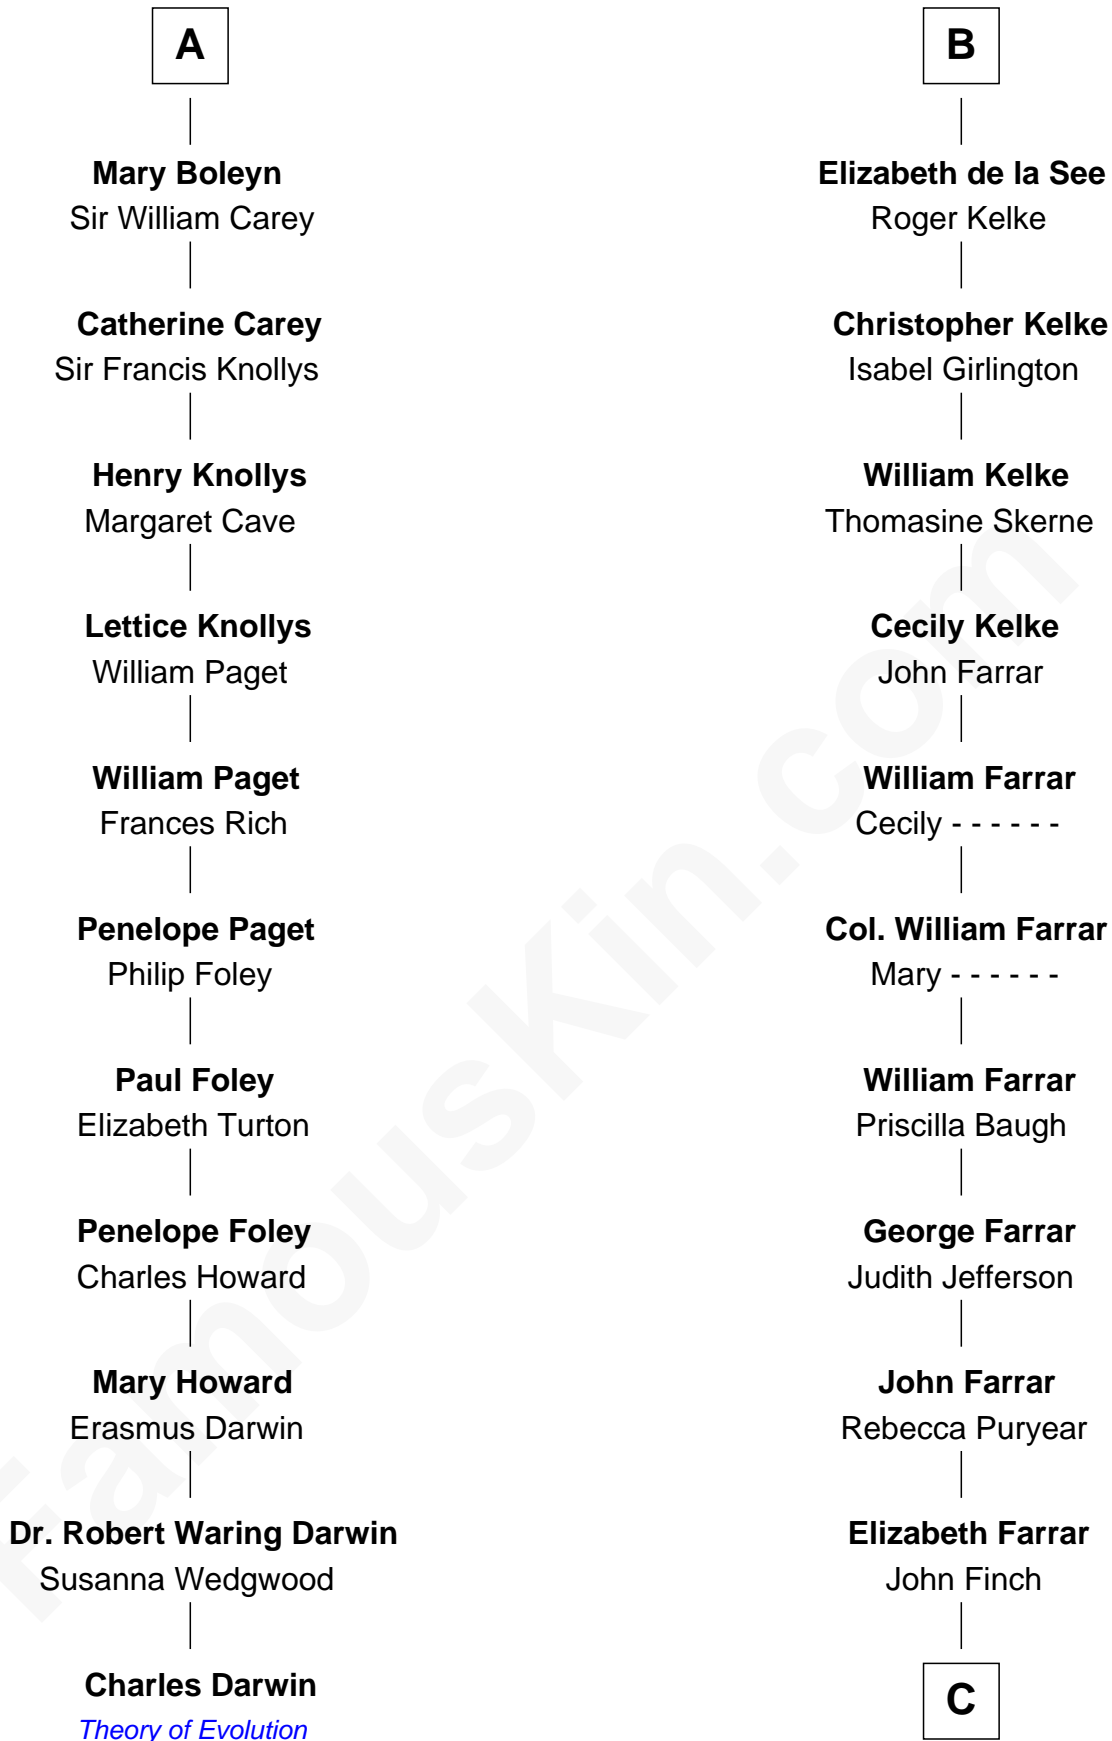 A
Mary Boleyn
Sir William Carey
Catherine Carey
Sir Francis Knollys
Henry Knollys
Margaret Cave
Lettice Knollys
William Paget
William Paget
Frances Rich
Penelope Paget
Philip Foley
Paul Foley
Elizabeth Turton
Penelope Foley
Charles Howard
Mary Howard
Erasmus Darwin
Dr. Robert Waring Darwin
Susanna Wedgwood
Charles Darwin
Theory of Evolution
B
Elizabeth de la See
Roger Kelke
Christopher Kelke
Isabel Girlington
William Kelke
Thomasine Skerne
Cecily Kelke
John Farrar
William Farrar
Cecily - - - - - -
Col. William Farrar
Mary - - - - - -
William Farrar
Priscilla Baugh
George Farrar
Judith Jefferson
John Farrar
Rebecca Puryear
Elizabeth Farrar
John Finch
C
FamousKin.com